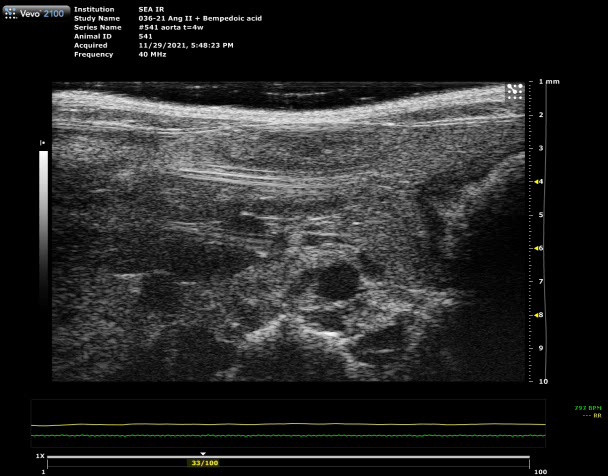 Vevo 2100
Institution SEA IR
Study Name 036-21 Ang II + Bempedoic acid
Series Name #541 aorta t=4w
Animal ID 541
Acquired 11/29/2021, 5:48:23 PM
Frequency 40 MHz
1 mm
2
3
4
5
6
7
8
9
10
BPM
--- RR
1X
33/100
1 100